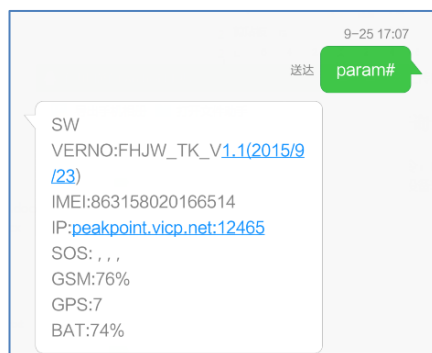 9-25 17:07
送达 param#
SW
VERNO:FHJW_TK_V1.1(2015/9
/23)
IMEI:863158020166514
IP:peakpoint.vicp.net:12465
SOS: , , ,
GSM:76%
GPS:7
BAT:74%